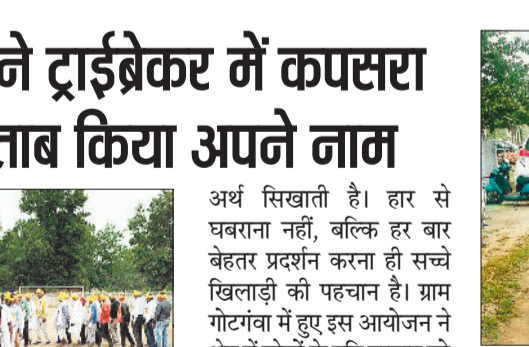 ने ट्राईब्रेकर में कपसरा
किया अपने नाम
अर्थ सिखाती है। हार से
घबराना नहीं, बल्कि हर बार
बेहतर प्रदर्शन करना ही सच्चे
खिलाड़ी की पहचान है। ग्राम
गोटगंवा में हुए इस आयोजन ने